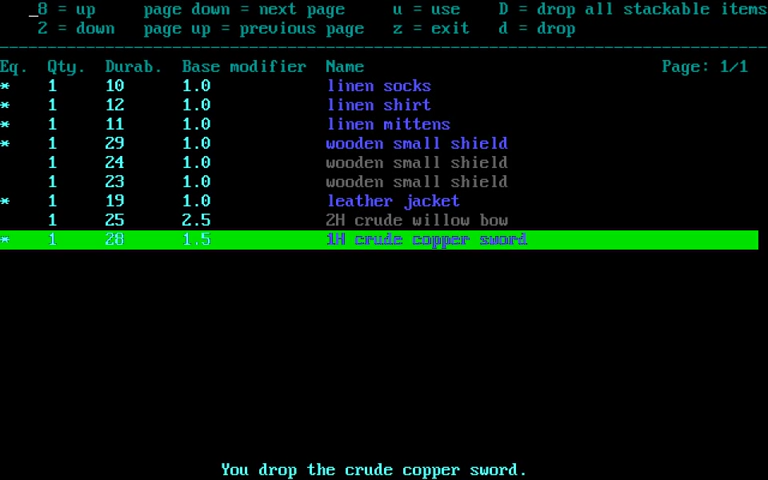 _8 = up page down = next page u = use D = drop all stackable items
2 = down page up = previous page z = exit d = drop
Eq. Qty. Durab. Base modifier Name Page: 1/1
* 1 10 1.0 linen socks
* 1 12 1.0 linen shirt
* 1 11 1.0 linen mittens
* 1 29 1.0 wooden small shield
1 24 1.0 wooden small shield
1 23 1.0 wooden small shield
* 1 19 1.0 leather jacket
1 25 2.5 2H crude willow bow
* 1 28 1.5 1H crude copper sword
You drop the crude copper sword.